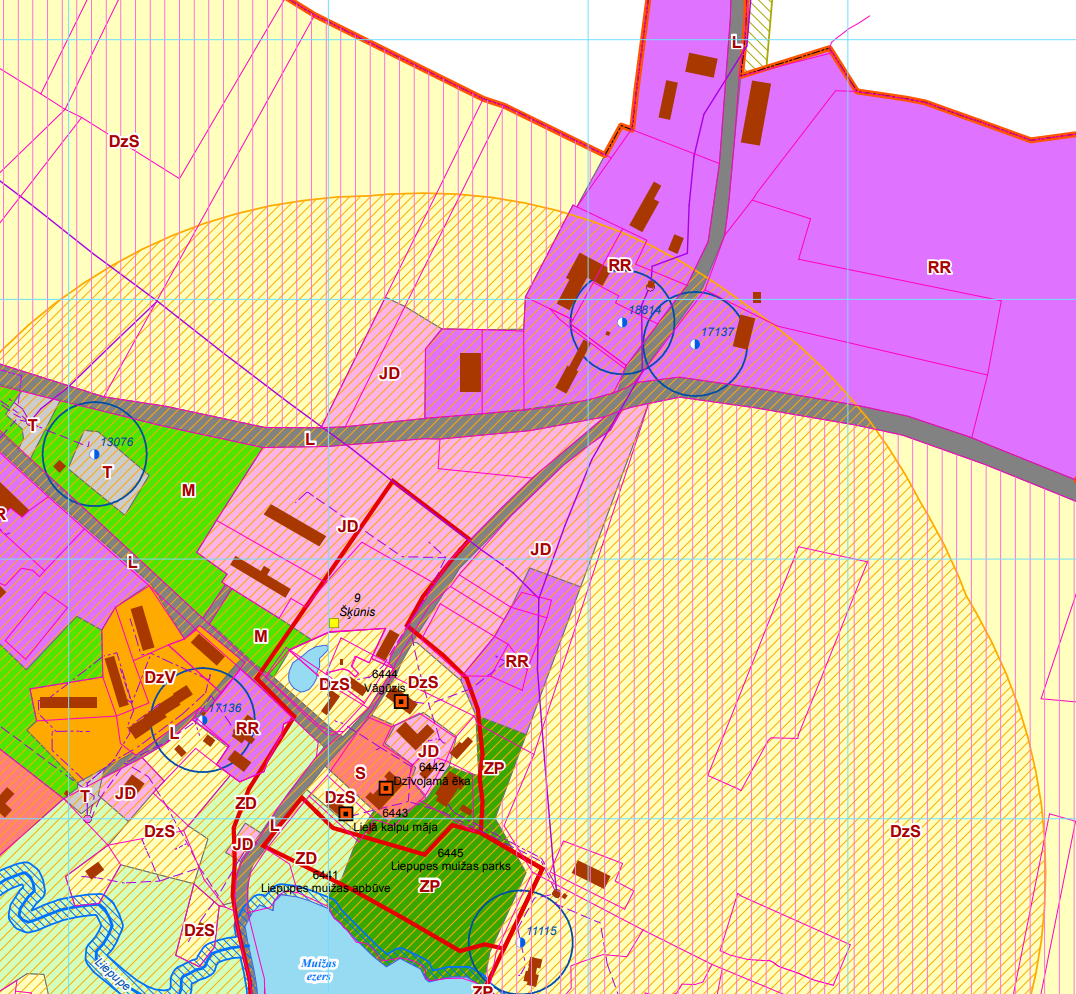 L
DzS
RR
RR
18814
17137
JD
T
L
13076
T
M
R
JD
JD
L
9
Šķūnis
M
RR
DzV
6444
DzS
DzS
Vāgūzis
17136
L
RR
JD
S
6442
ZP
Dzīvojamā ēka
T
JD
DzS
ZD
6443
L
Lielā kalpu māja
DzS
DzS
JD
ZD
6445
Liepupes muižas parks
6441
ZP
Liepupes muižas apbūve
DzS
11115
Muižas
ezers
Liepupe
ZP